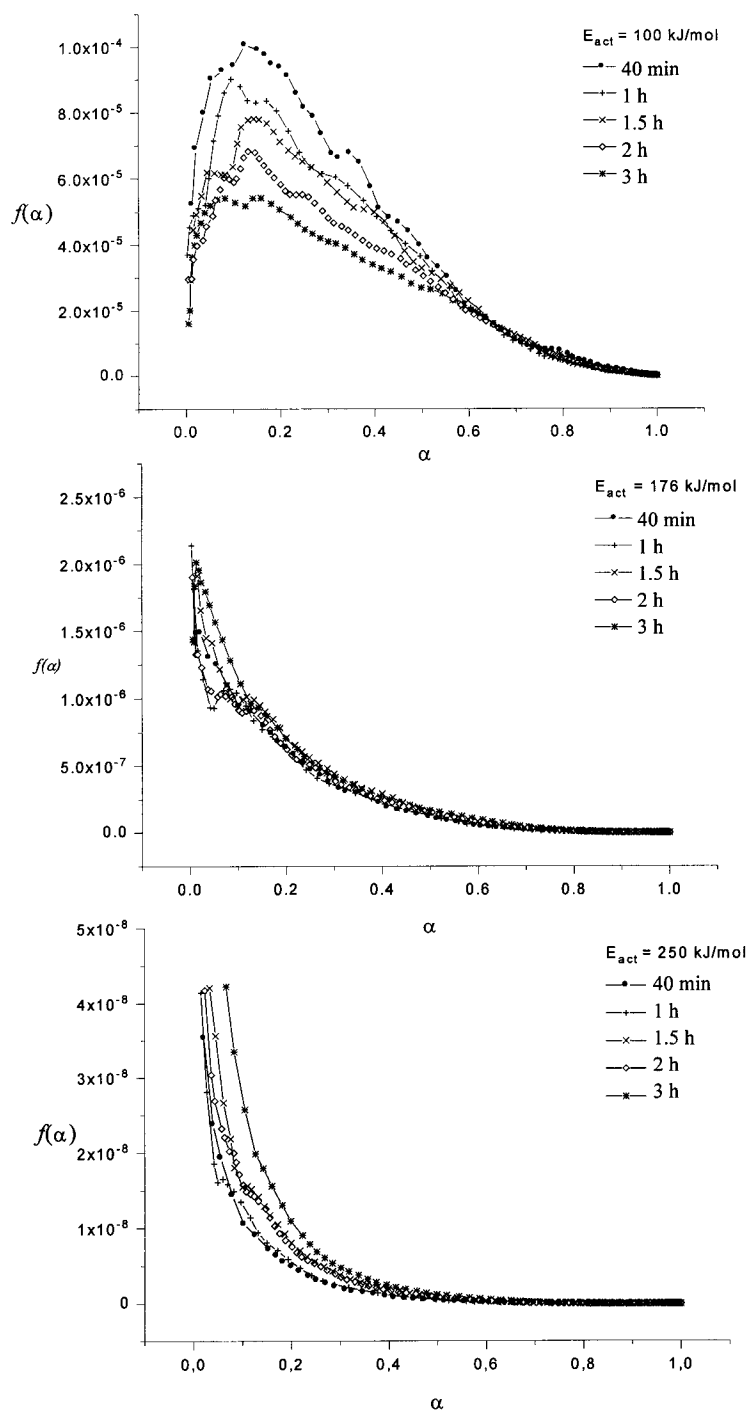 E_act = 100 kJ/mol
40 min
1 h
1.5 h
2 h
3 h
1.0x10⁻⁴
8.0x10⁻⁵
6.0x10⁻⁵
4.0x10⁻⁵
2.0x10⁻⁵
0.0
f(α)
0.0 0.2 0.4 0.6 0.8 1.0
α
E_act = 176 kJ/mol
40 min
1 h
1.5 h
2 h
3 h
2.5x10⁻⁶
2.0x10⁻⁶
1.5x10⁻⁶
1.0x10⁻⁶
5.0x10⁻⁷
0.0
f(α)
0.0 0.2 0.4 0.6 0.8 1.0
α
E_act = 250 kJ/mol
40 min
1 h
1.5 h
2 h
3 h
5x10⁻⁸
4x10⁻⁸
3x10⁻⁸
2x10⁻⁸
1x10⁻⁸
0
f(α)
0,0 0,2 0,4 0,6 0,8 1,0
α